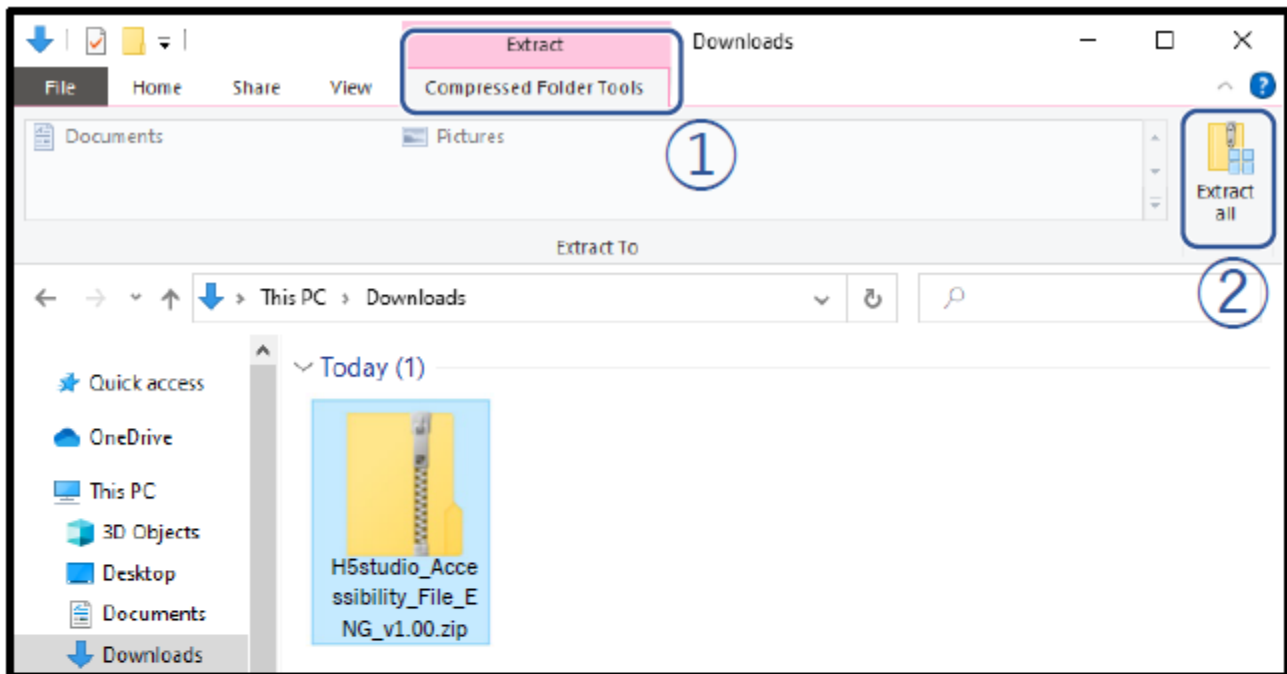 Extract
Downloads
File
Home
Share
View
Compressed Folder Tools
Documents
Pictures
①
Extract
all
Extract To
②
This PC > Downloads
Quick access
Today (1)
OneDrive
This PC
3D Objects
Desktop
Documents
Downloads
H5studio_Acce
ssibility_File_E
NG_v1.00.zip